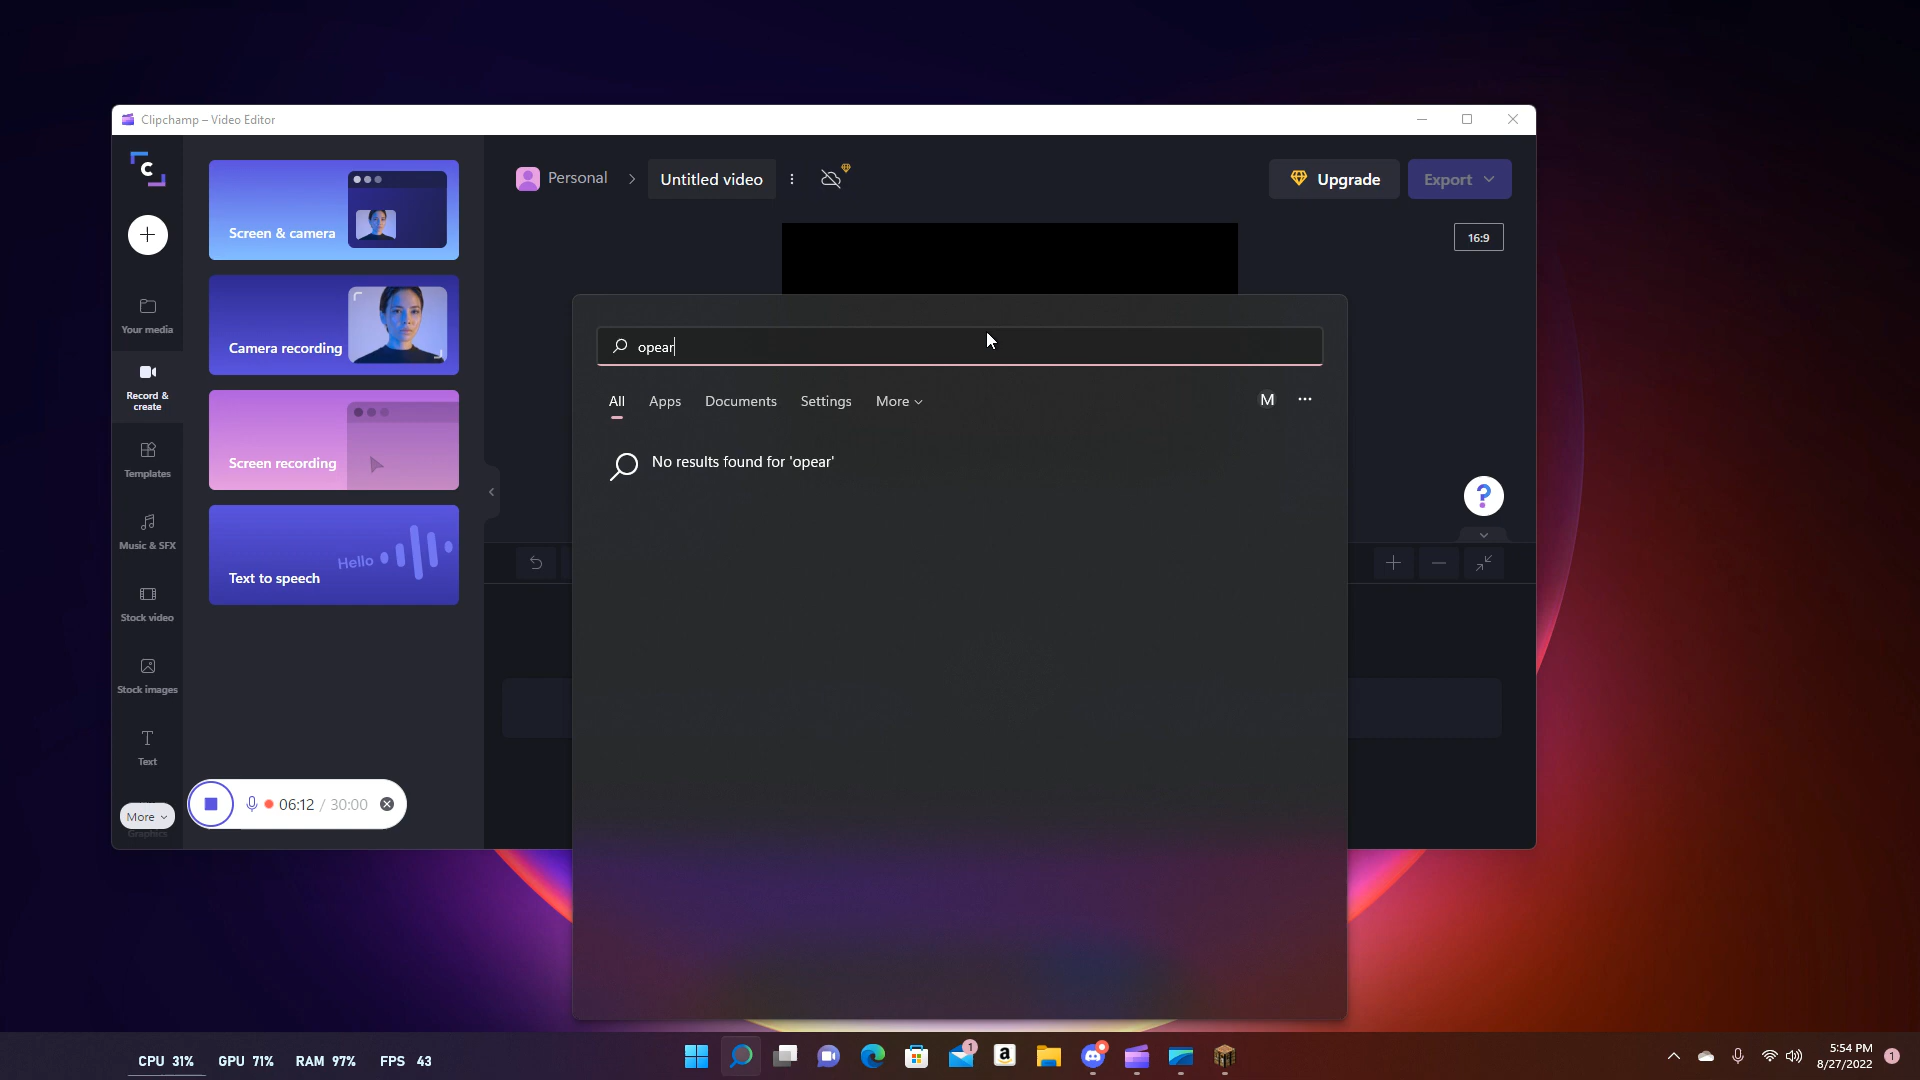 Clipchamp – Video Editor
C
Personal
Untitled video
Upgrade
Export
16:9
Your media
Record &
create
Templates
Music & SFX
Stock video
Stock images
Text
More
Graphics
Screen & camera
Camera recording
Screen recording
Text to speech
Hello
06:12 / 30:00
opear
All Apps Documents Settings More
M
No results found for 'opear'
?
CPU 31% GPU 71% RAM 97% FPS 43
1
a
5:54 PM
8/27/2022
1